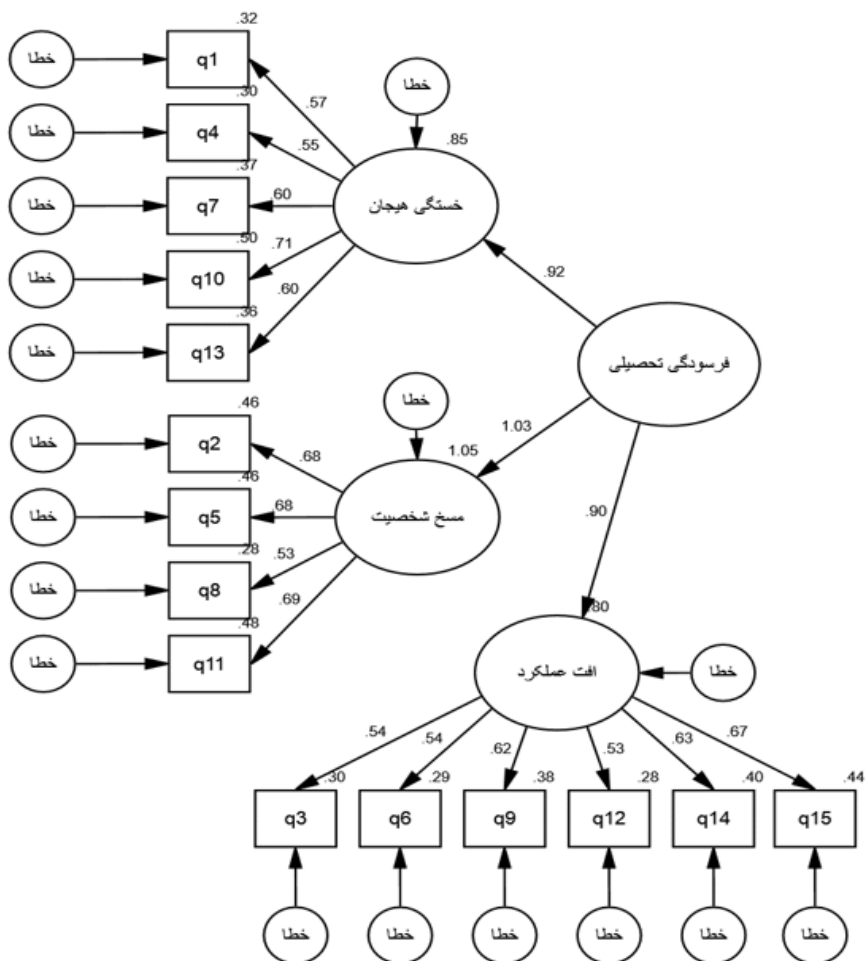 .32
خطا
q1
.57
خطا
.30
خطا
q4
.55
.85
.37
خطا
q7
.60
خستگی هیجان
.50
خطا
q10
.71
.92
.36
خطا
q13
.60
فرسودگی تحصیلی
خطا
.46
خطا
q2
.68
1.05
1.03
.46
خطا
q5
.68
مسخ شخصیت
.28
خطا
q8
.53
.90
.48
خطا
q11
.69
.80
افت عملکرد
خطا
.54
.54
.62
.53
.63
.67
.30
.29
.38
.28
.40
.44
q3
q6
q9
q12
q14
q15
خطا
خطا
خطا
خطا
خطا
خطا